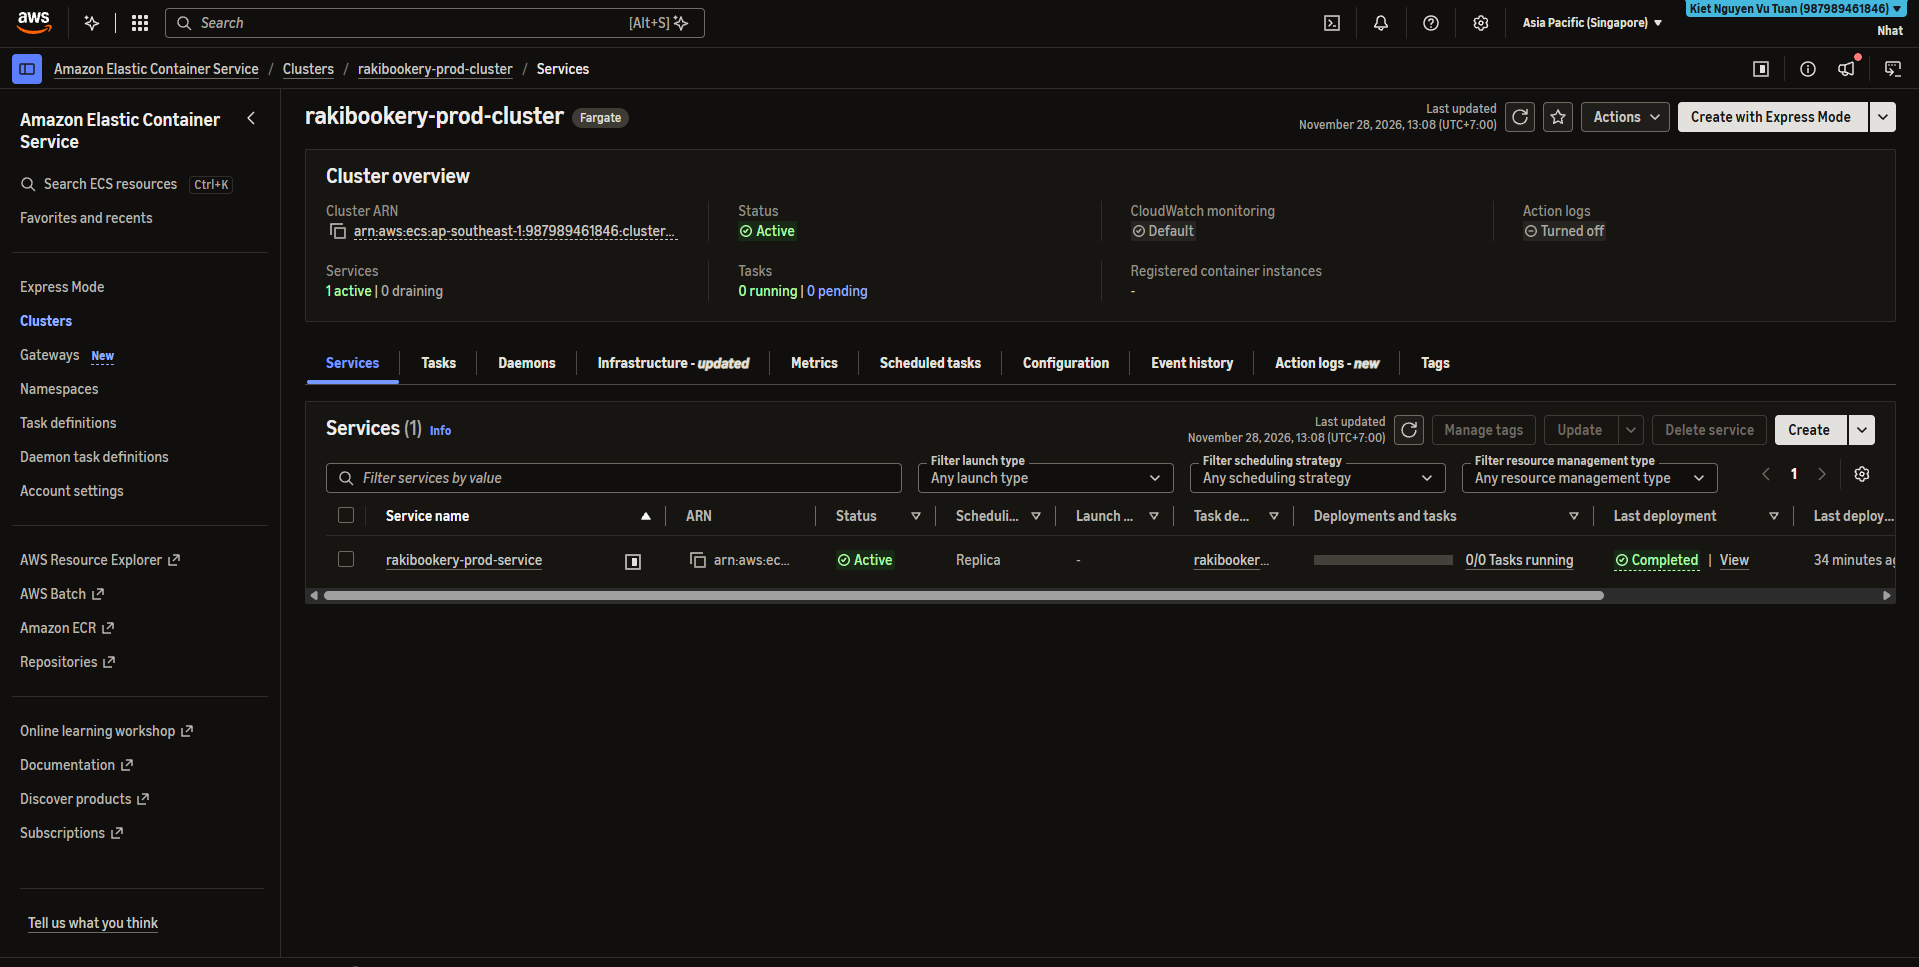 aws
Search [Alt+S]
Asia Pacific (Singapore)
Kiet Nguyen Vu Tuan (987989461846)
Nhat
Amazon Elastic Container Service / Clusters / rakibookery-prod-cluster / Services
Amazon Elastic Container Service
Search ECS resources Ctrl+K
Favorites and recents
Express Mode
Clusters
Gateways New
Namespaces
Task definitions
Daemon task definitions
Account settings
AWS Resource Explorer
AWS Batch
Amazon ECR
Repositories
Online learning workshop
Documentation
Discover products
Subscriptions
Tell us what you think
rakibookery-prod-cluster Fargate
Last updated
November 28, 2026, 13:08 (UTC+7:00)
Actions
Create with Express Mode
Cluster overview
Cluster ARN
arn:aws:ecs:ap-southeast-1:987989461846:cluster...
Status
Active
CloudWatch monitoring
Default
Action logs
Turned off
Services
1 active | 0 draining
Tasks
0 running | 0 pending
Registered container instances
-
Services Tasks Daemons Infrastructure - updated Metrics Scheduled tasks Configuration Event history Action logs - new Tags
Services (1) Info
Last updated
November 28, 2026, 13:08 (UTC+7:00)
Manage tags Update Delete service Create
Filter services by value
Filter launch type
Any launch type
Filter scheduling strategy
Any scheduling strategy
Filter resource management type
Any resource management type
1
Service name ARN Status Scheduli... Launch ... Task de... Deployments and tasks Last deployment Last deploy...
rakibookery-prod-service arn:aws:ec... Active Replica - rakibooker... 0/0 Tasks running Completed | View 34 minutes ag